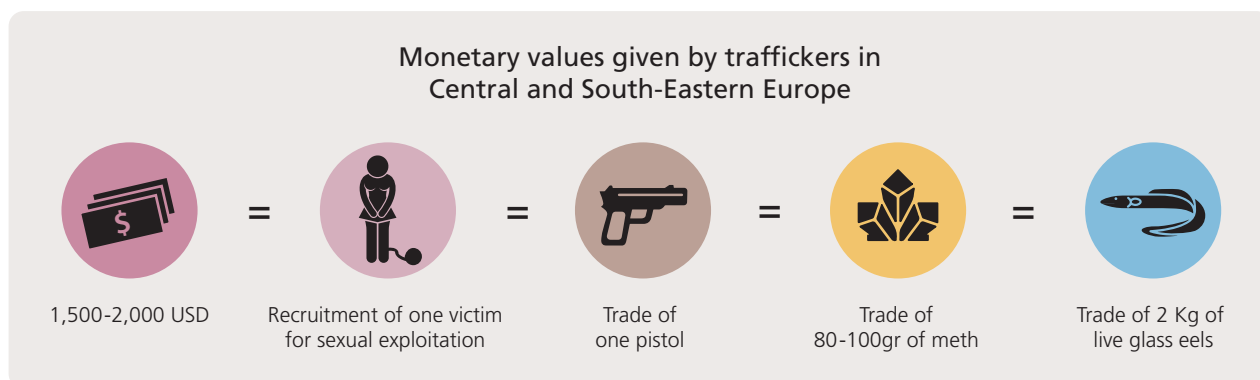 Monetary values given by traffickers in
Central and South-Eastern Europe
$
=
=
=
=
1,500-2,000 USD
Recruitment of one victim
for sexual exploitation
Trade of
one pistol
Trade of
80-100gr of meth
Trade of 2 Kg of
live glass eels